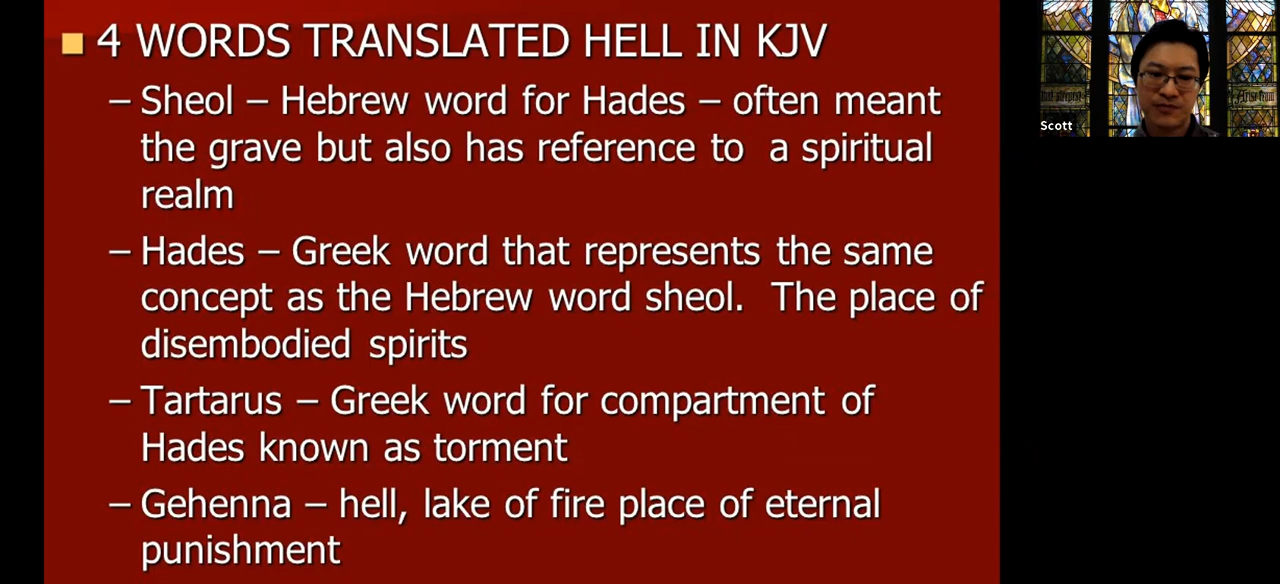 4 WORDS TRANSLATED HELL IN KJV
– Sheol – Hebrew word for Hades – often meant
the grave but also has reference to a spiritual
realm
– Hades – Greek word that represents the same
concept as the Hebrew word sheol. The place of
disembodied spirits
– Tartarus – Greek word for compartment of
Hades known as torment
– Gehenna – hell, lake of fire place of eternal
punishment
Scott